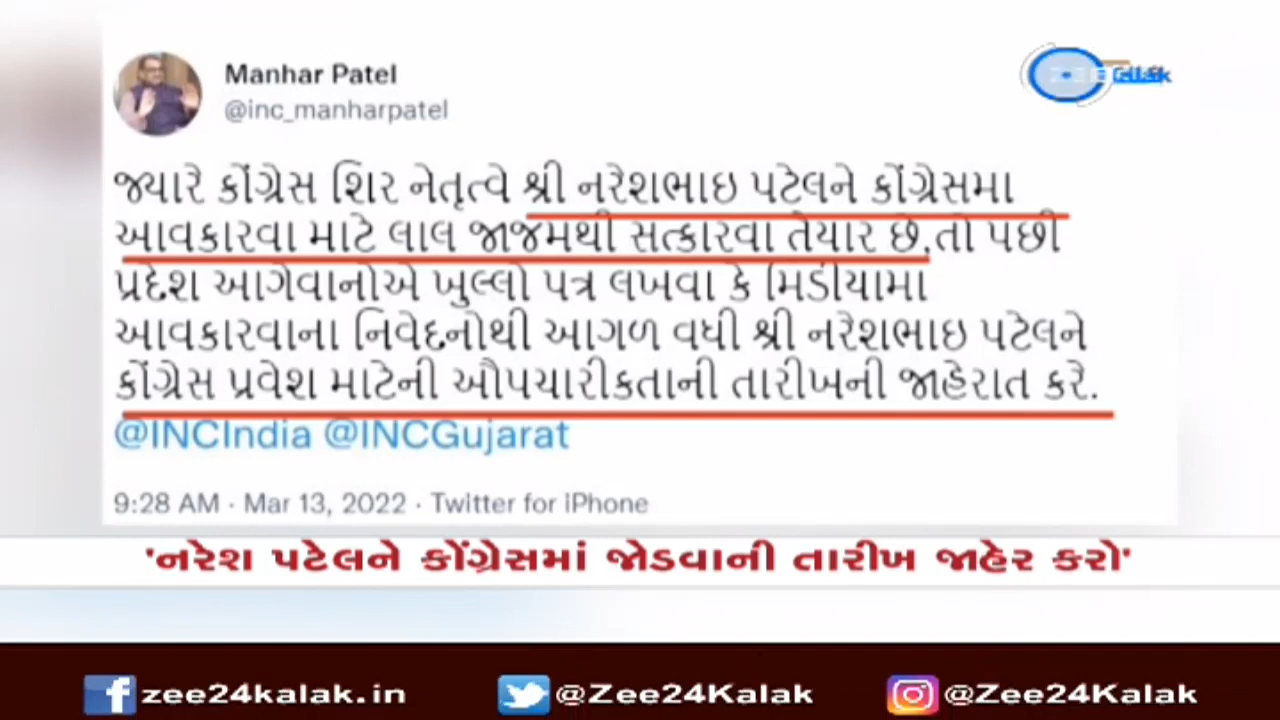 Manhar Patel
@inc_manharpatel
જ્યારે કોંગ્રેસ શિર નેતૃત્વે શ્રી નરેશભાઇ પટેલને કોંગ્રેસમા
આવકારવા માટે લાલ જાજમથી સત્કારવા તેયાર છે,તો પછી
પ્રદેશ આગેવાનોએ ખુલ્લો પત્ર લખવા કે મિડીયામા
આવકારવાના નિવેદનોથી આગળ વધી શ્રી નરેશભાઇ પટેલને
કોંગ્રેસ પ્રવેશ માટેની ઔપચારીકતાની તારીખની જાહેરાત કરે.
@INCIndia @INCGujarat
9:28 AM · Mar 13, 2022 · Twitter for iPhone
'નરેશ પટેલને કોંગ્રેસમાં જોડવાની તારીખ જાહેર કરો'
zee24kalak.in @Zee24Kalak @Zee24Kalak